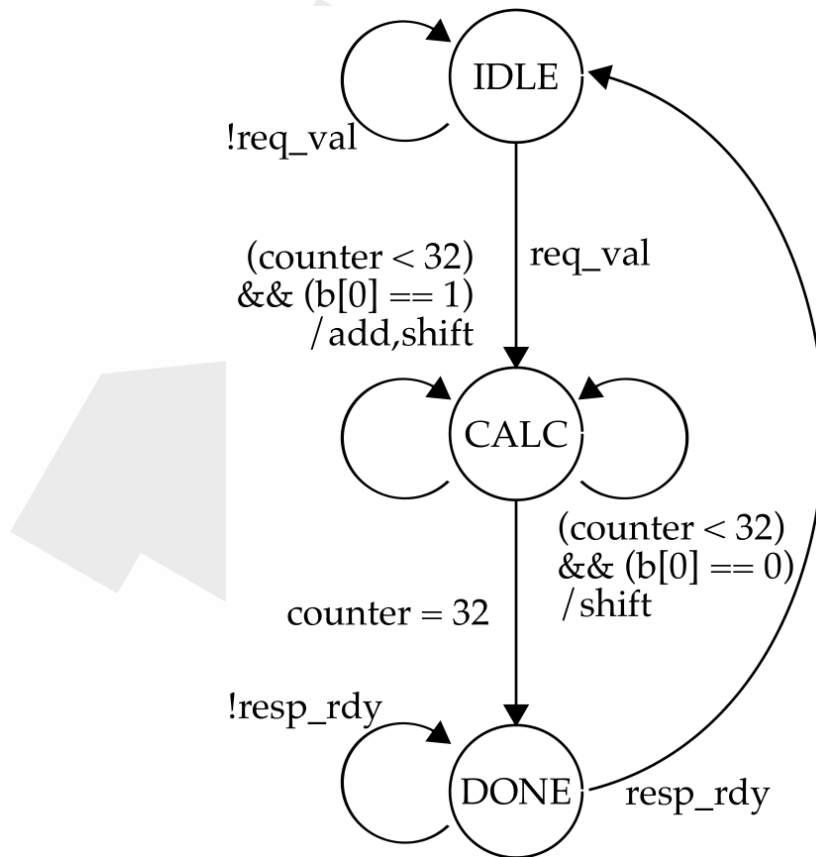 IDLE
!req_val
req_val
(counter < 32)
&& (b[0] == 1)
/add,shift
CALC
(counter < 32)
&& (b[0] == 0)
/shift
counter = 32
!resp_rdy
DONE
resp_rdy